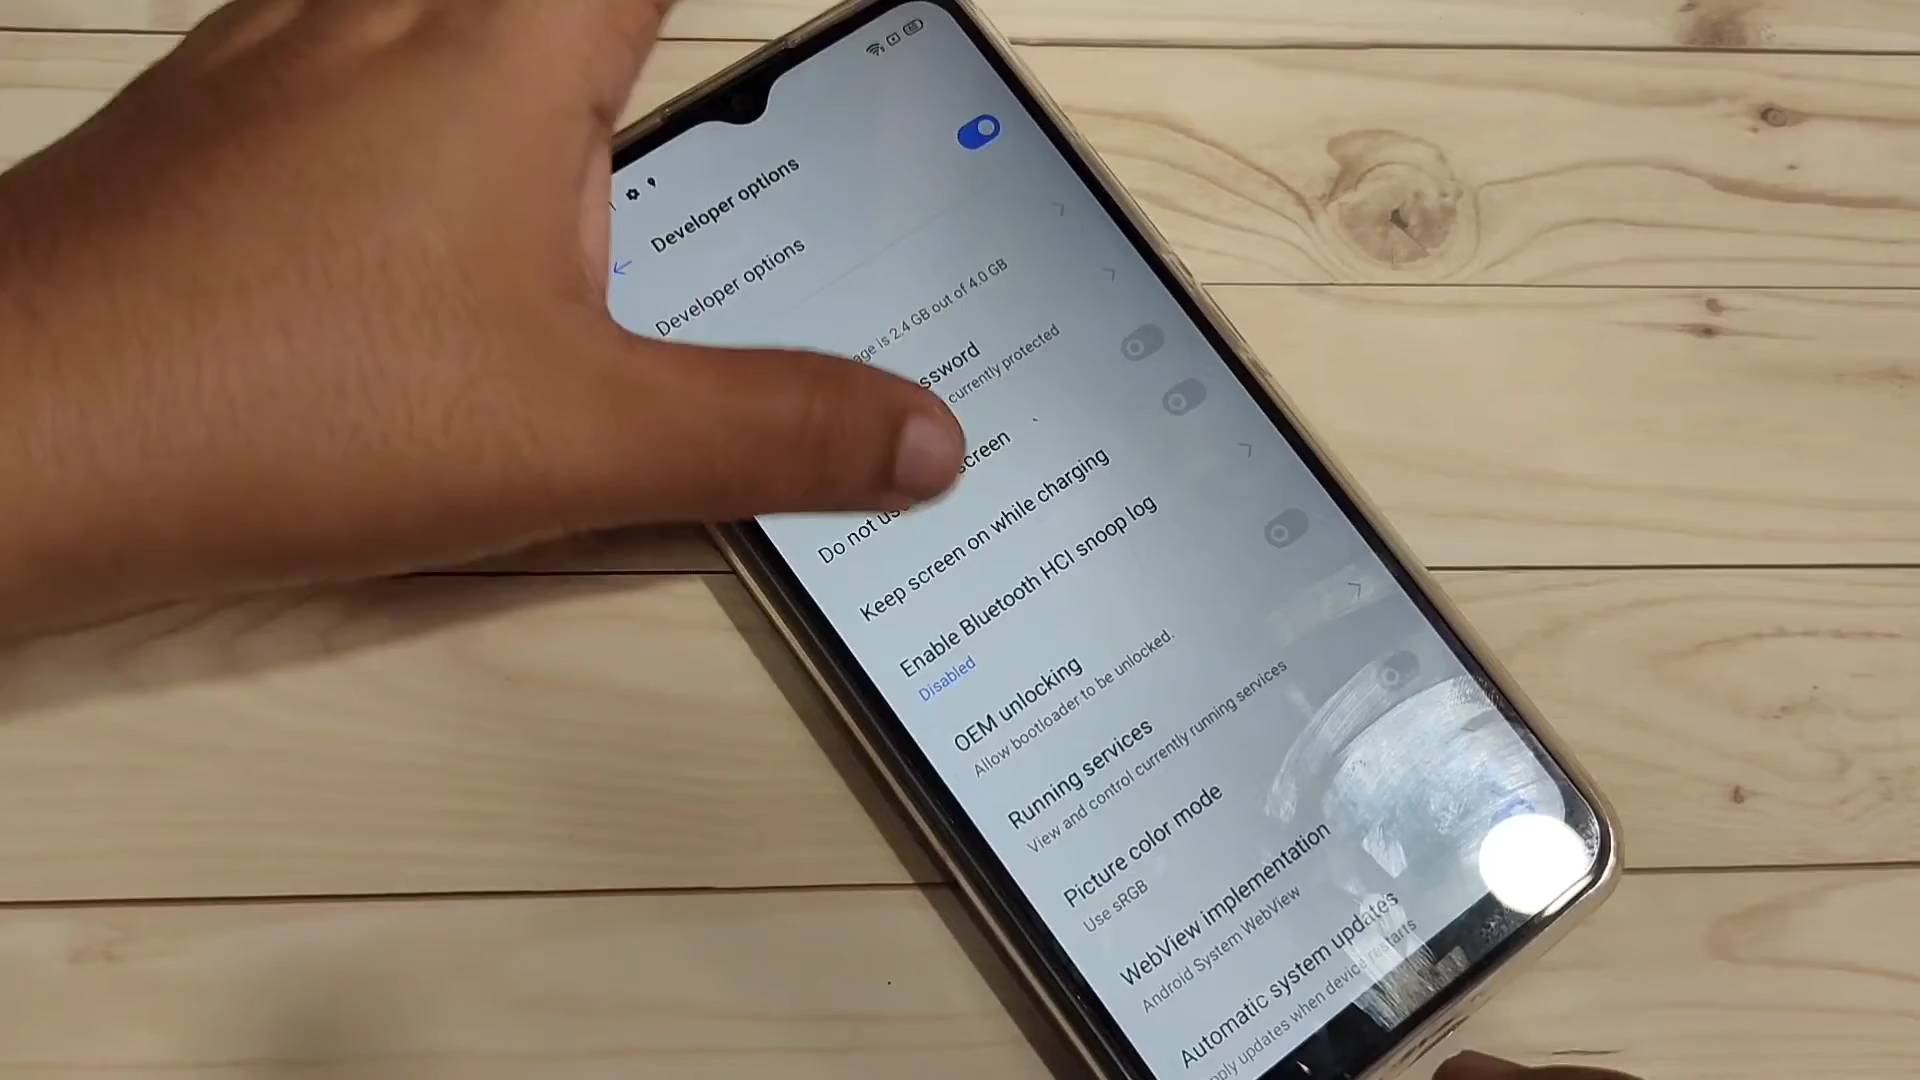 Developer options
Developer options
age is 2.4 GB out of 4.0 GB
ssword
currently protected
Do not screen
Keep screen on while charging
Enable Bluetooth HCI snoop log
Disabled
OEM unlocking
Allow bootloader to be unlocked.
Running services
View and control currently running services
Picture color mode
Use sRGB
WebView implementation
Android System WebView
Automatic system updates
pply updates when device restarts